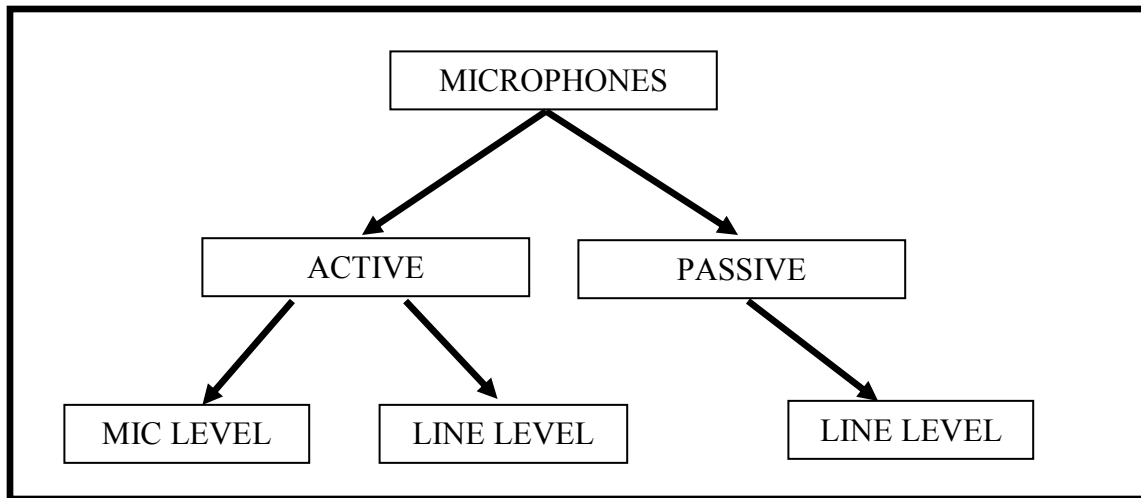 MICROPHONES
ACTIVE
PASSIVE
MIC LEVEL
LINE LEVEL
LINE LEVEL